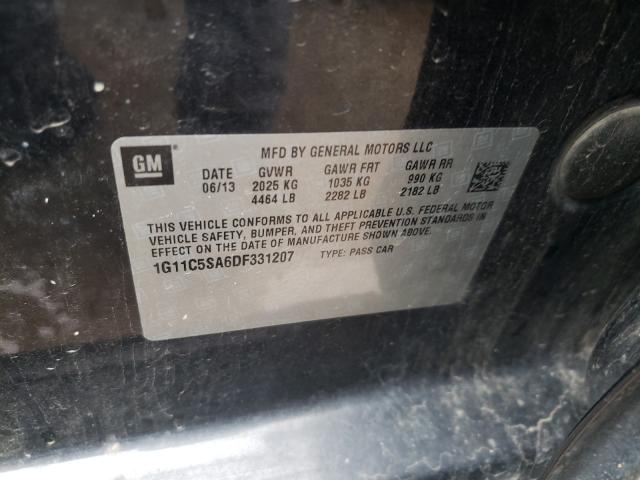 GM
MFD BY GENERAL MOTORS LLC
DATE GVWR GAWR FRT GAWR RR
06/13 2025 KG 1035 KG 990 KG
4464 LB 2282 LB 2182 LB
THIS VEHICLE CONFORMS TO ALL APPLICABLE U.S. FEDERAL MOTOR
VEHICLE SAFETY, BUMPER, AND THEFT PREVENTION STANDARDS IN
EFFECT ON THE DATE OF MANUFACTURE SHOWN ABOVE.
1G11C5SA6DF331207 TYPE: PASS CAR